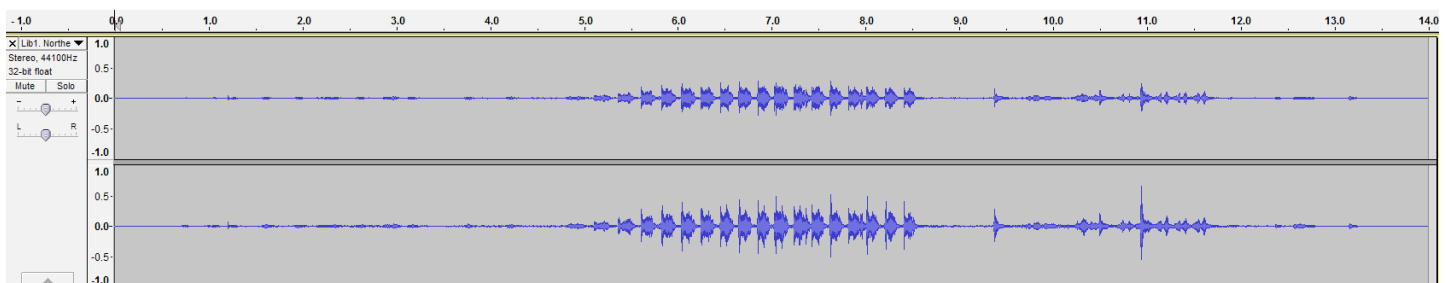 - 1.0 0.0 1.0 2.0 3.0 4.0 5.0 6.0 7.0 8.0 9.0 10.0 11.0 12.0 13.0 14.0
X Lib1. Northe ▼ 1.0
Stereo, 44100Hz
32-bit float 0.5-
Mute Solo
- + 0.0-
L R -0.5-
-1.0
1.0
0.5-
0.0-
-0.5-
-1.0